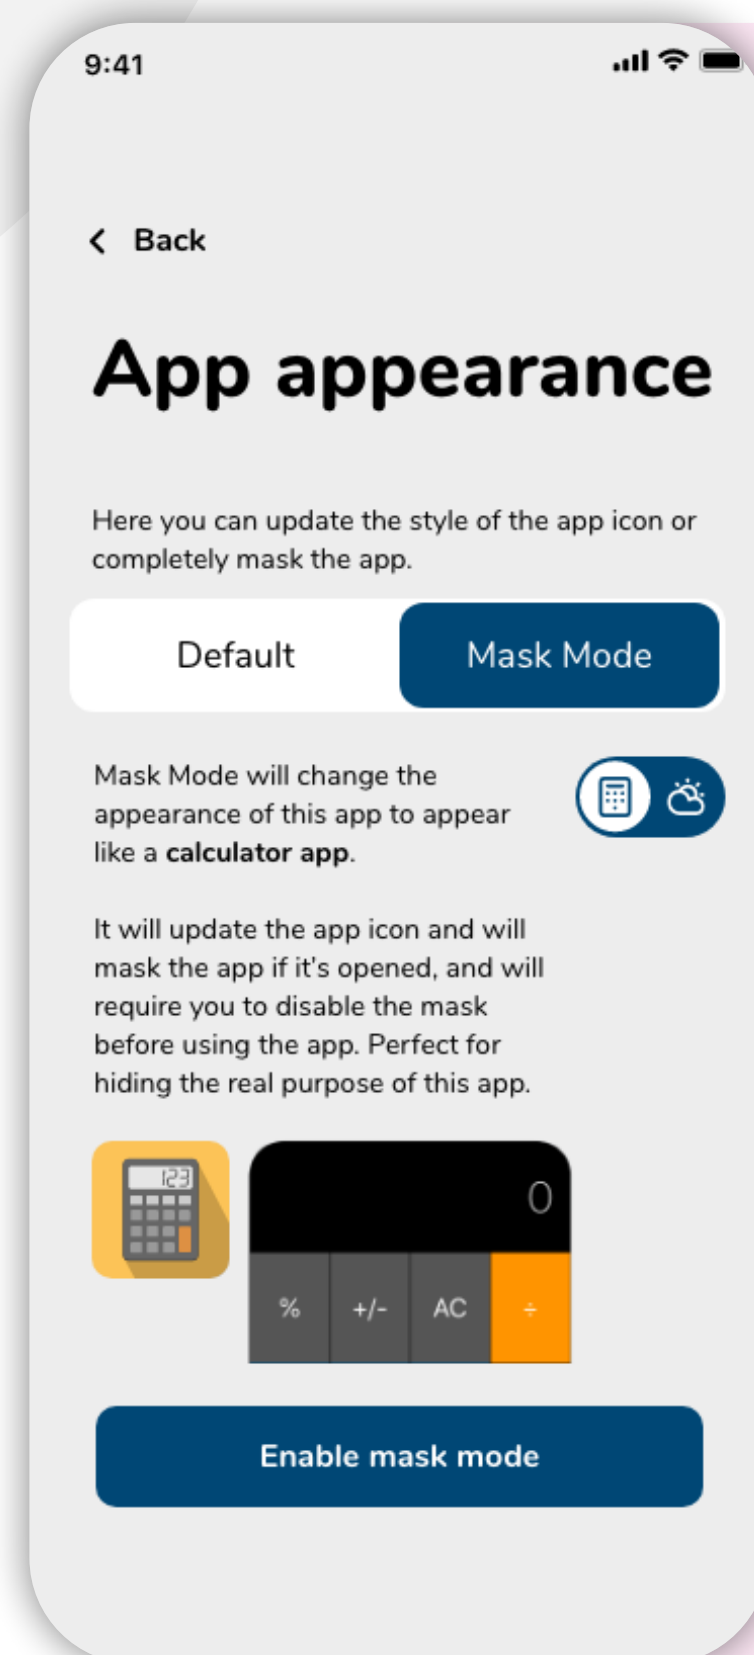 9:41
Back
App appearance
Here you can update the style of the app icon or
completely mask the app.
Default Mask Mode
Mask Mode will change the
appearance of this app to appear
like a calculator app.
It will update the app icon and will
mask the app if it's opened, and will
require you to disable the mask
before using the app. Perfect for
hiding the real purpose of this app.
123
0
% +/- AC ÷
Enable mask mode